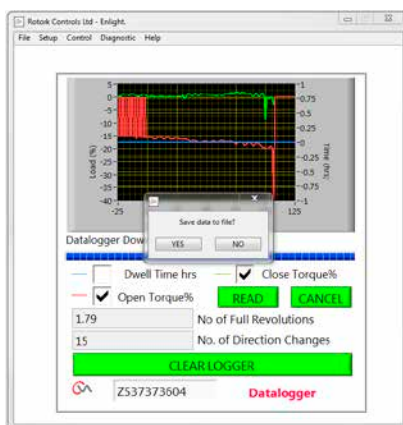 Rotork Controls Ltd - Enlight.
File Setup Control Diagnostic Help
5
0
-5
-10
-15
-20
-25
-30
-35
-40
1
0.75
0.5
0.25
0
-0.25
-0.5
-0.75
-1
Load (%)
Time (hrs)
-25
125
Save data to file?
YES NO
Datalogger Dow
Dwell Time hrs Close Torque%
Open Torque% READ CANCEL
1.79 No of Full Revolutions
15 No. of Direction Changes
CLEAR LOGGER
ZS37373604 Datalogger